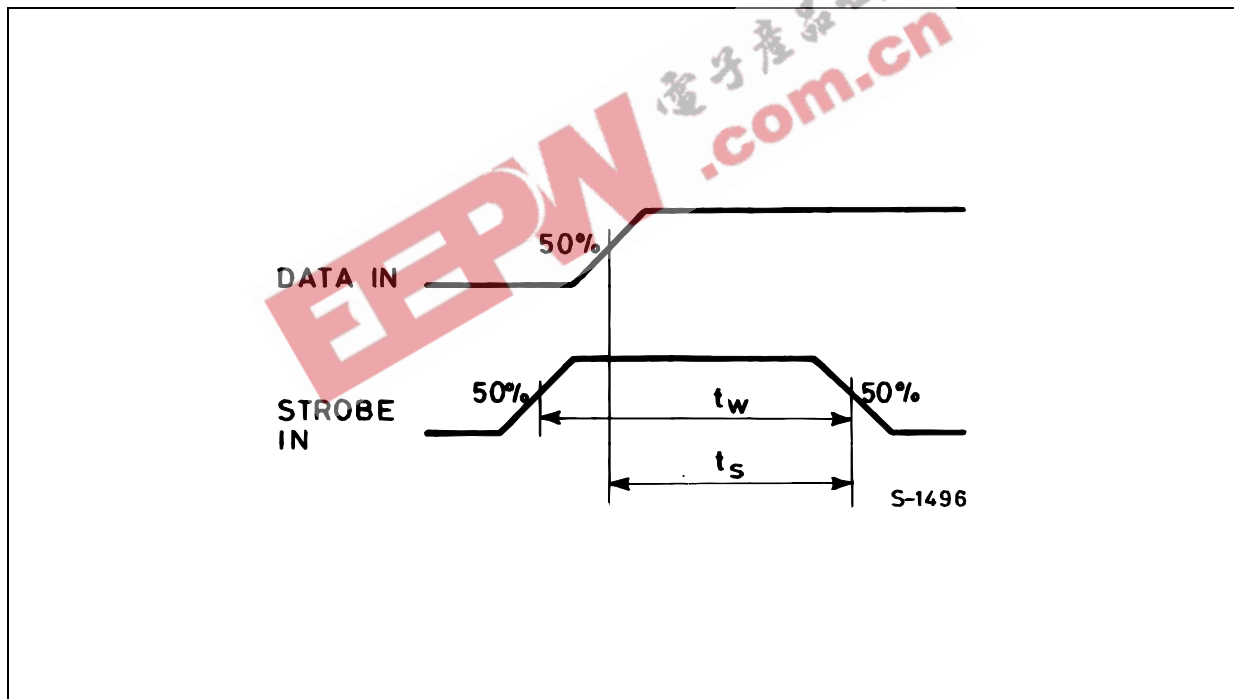 電子產品
.com.cn
EEPW
50%
DATA IN
50%
tw
50%
STROBE
IN
ts
S-1496